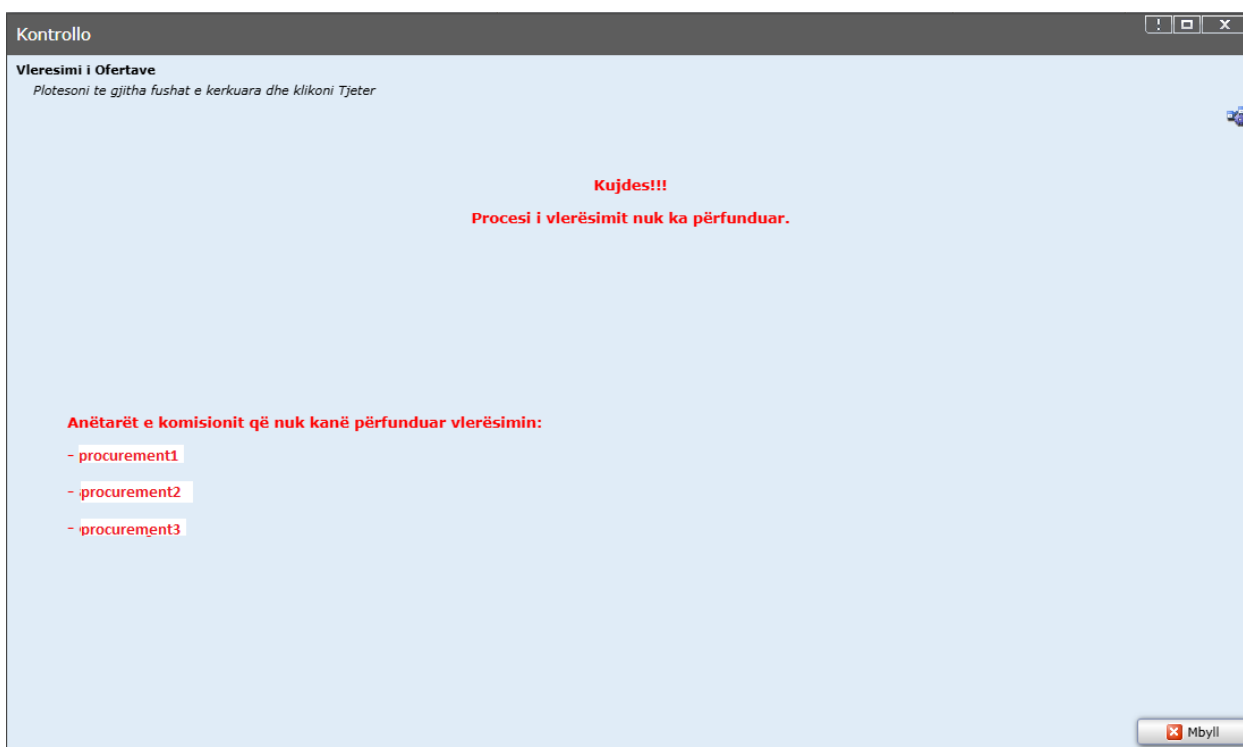 Kontrollo
Vleresimi i Ofertave
Plotesoni te gjitha fushat e kerkuara dhe klikoni Tjeter
Kujdes!!!
Procesi i vlerësimit nuk ka përfunduar.
Anëtarët e komisionit që nuk kanë përfunduar vlerësimin:
- procurement1
- procurement2
- procurement3
Mbyll